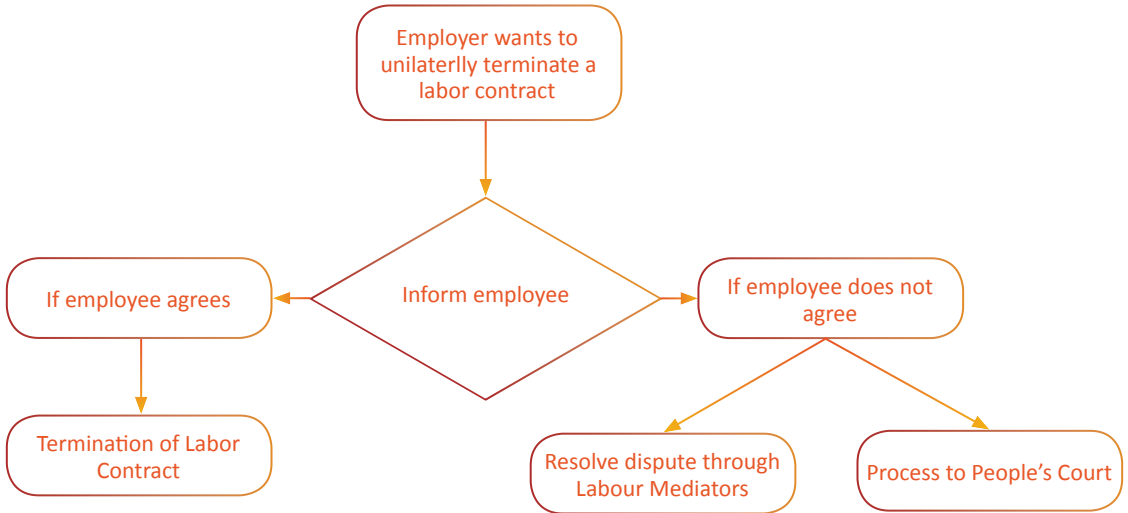 Employer wants to
unilaterlly terminate a
labor contract
Inform employee
If employee agrees
If employee does not
agree
Termination of Labor
Contract
Resolve dispute through
Labour Mediators
Process to People’s Court